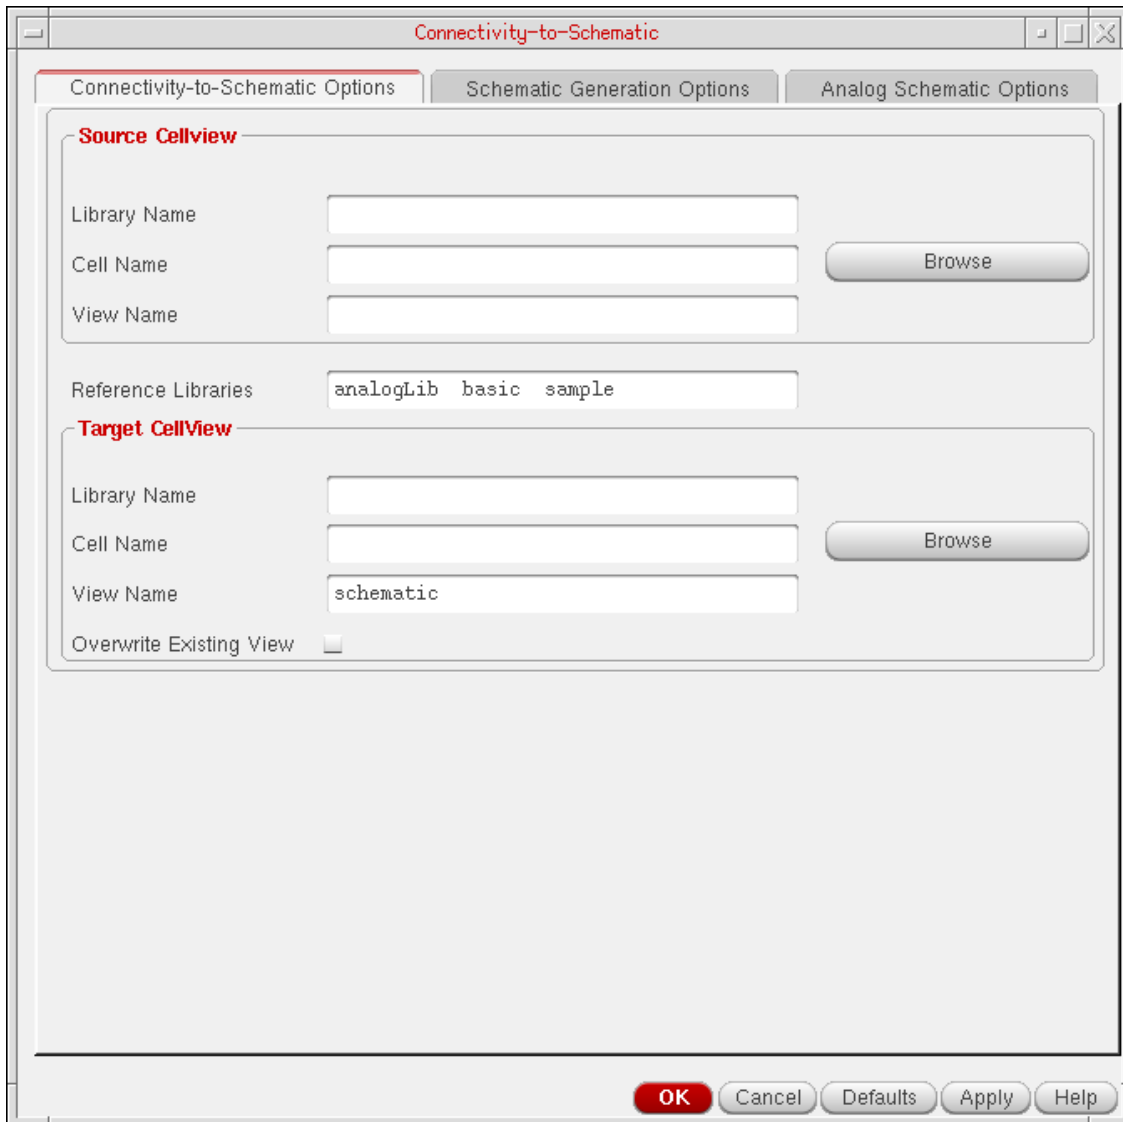 Connectivity-to-Schematic
Connectivity-to-Schematic Options Schematic Generation Options Analog Schematic Options
Source Cellview
Library Name
Cell Name Browse
View Name
Reference Libraries analogLib basic sample
Target CellView
Library Name
Cell Name Browse
View Name schematic
Overwrite Existing View
OK Cancel Defaults Apply Help